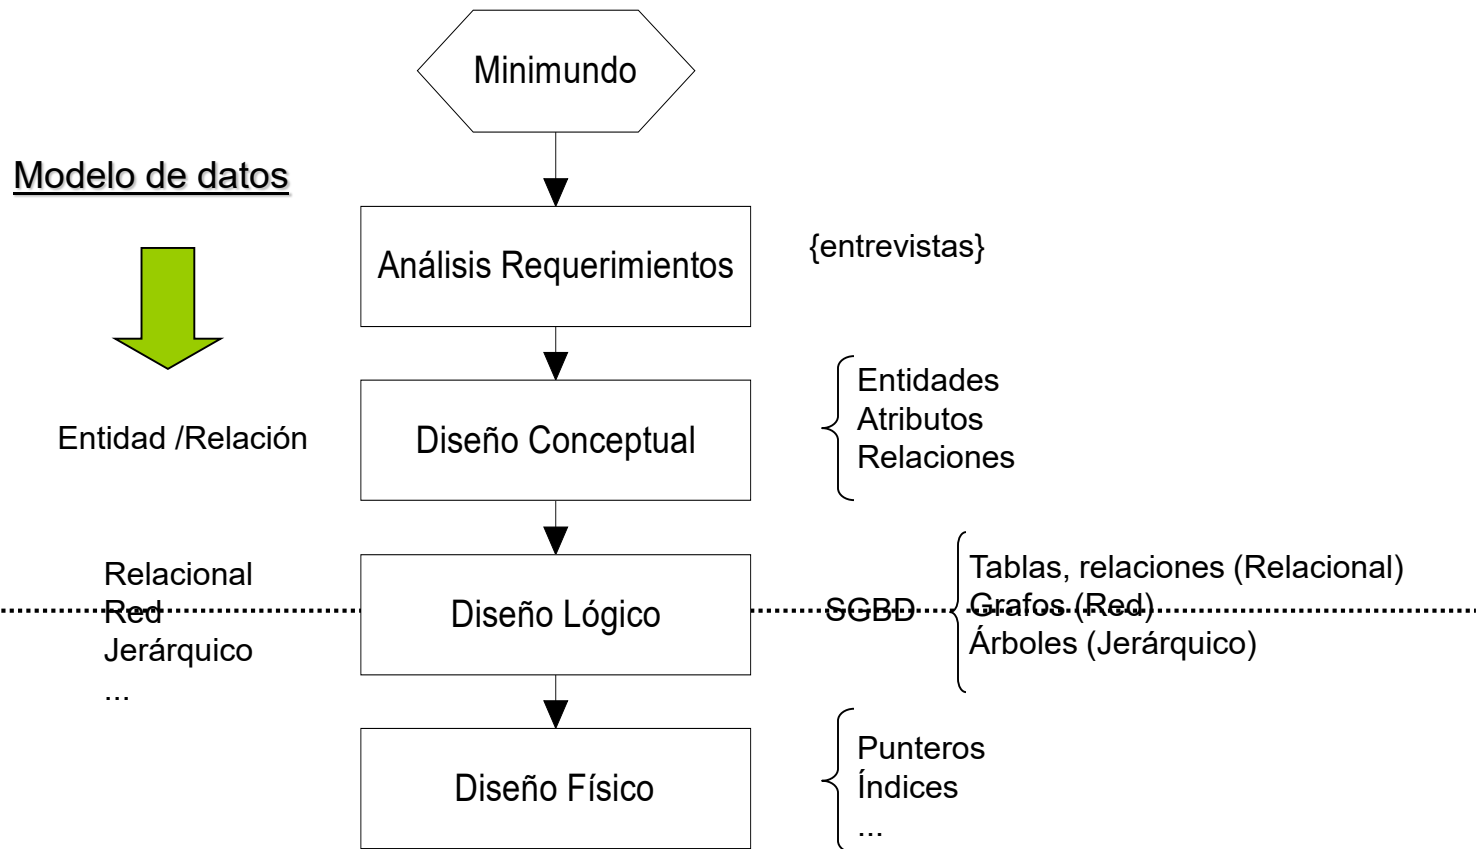 Minimundo
Modelo de datos
Análisis Requerimientos
{entrevistas}
Entidad /Relación
Diseño Conceptual
Entidades
Atributos
Relaciones
Relacional
Red
Jerárquico
...
Diseño Lógico
SGBD
Tablas, relaciones (Relacional)
Grafos (Red)
Árboles (Jerárquico)
Diseño Físico
Punteros
Índices
...